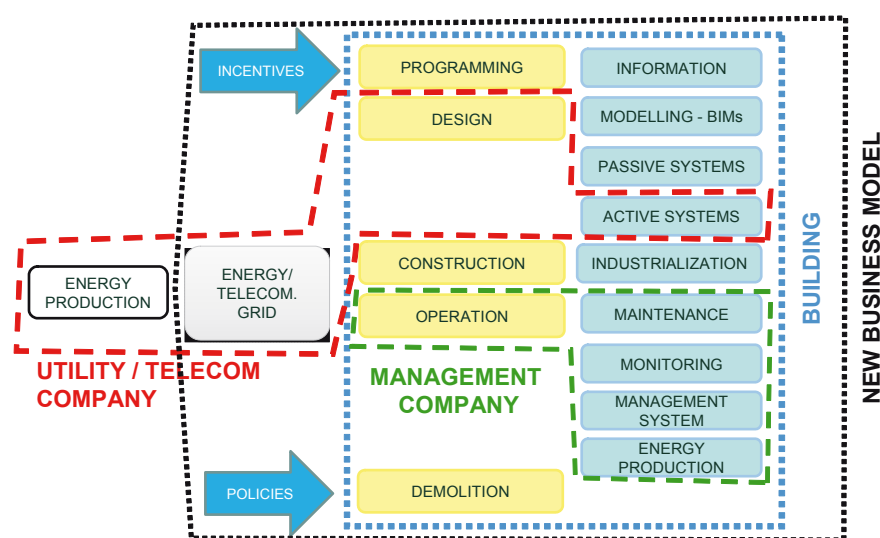 INCENTIVES
PROGRAMMING
INFORMATION
DESIGN
MODELLING - BIMs
PASSIVE SYSTEMS
ACTIVE SYSTEMS
ENERGY
PRODUCTION
ENERGY/
TELECOM.
GRID
CONSTRUCTION
INDUSTRIALIZATION
OPERATION
MAINTENANCE
UTILITY / TELECOM
COMPANY
MANAGEMENT
COMPANY
MONITORING
MANAGEMENT
SYSTEM
ENERGY
PRODUCTION
POLICIES
DEMOLITION
BUILDING
NEW BUSINESS MODEL